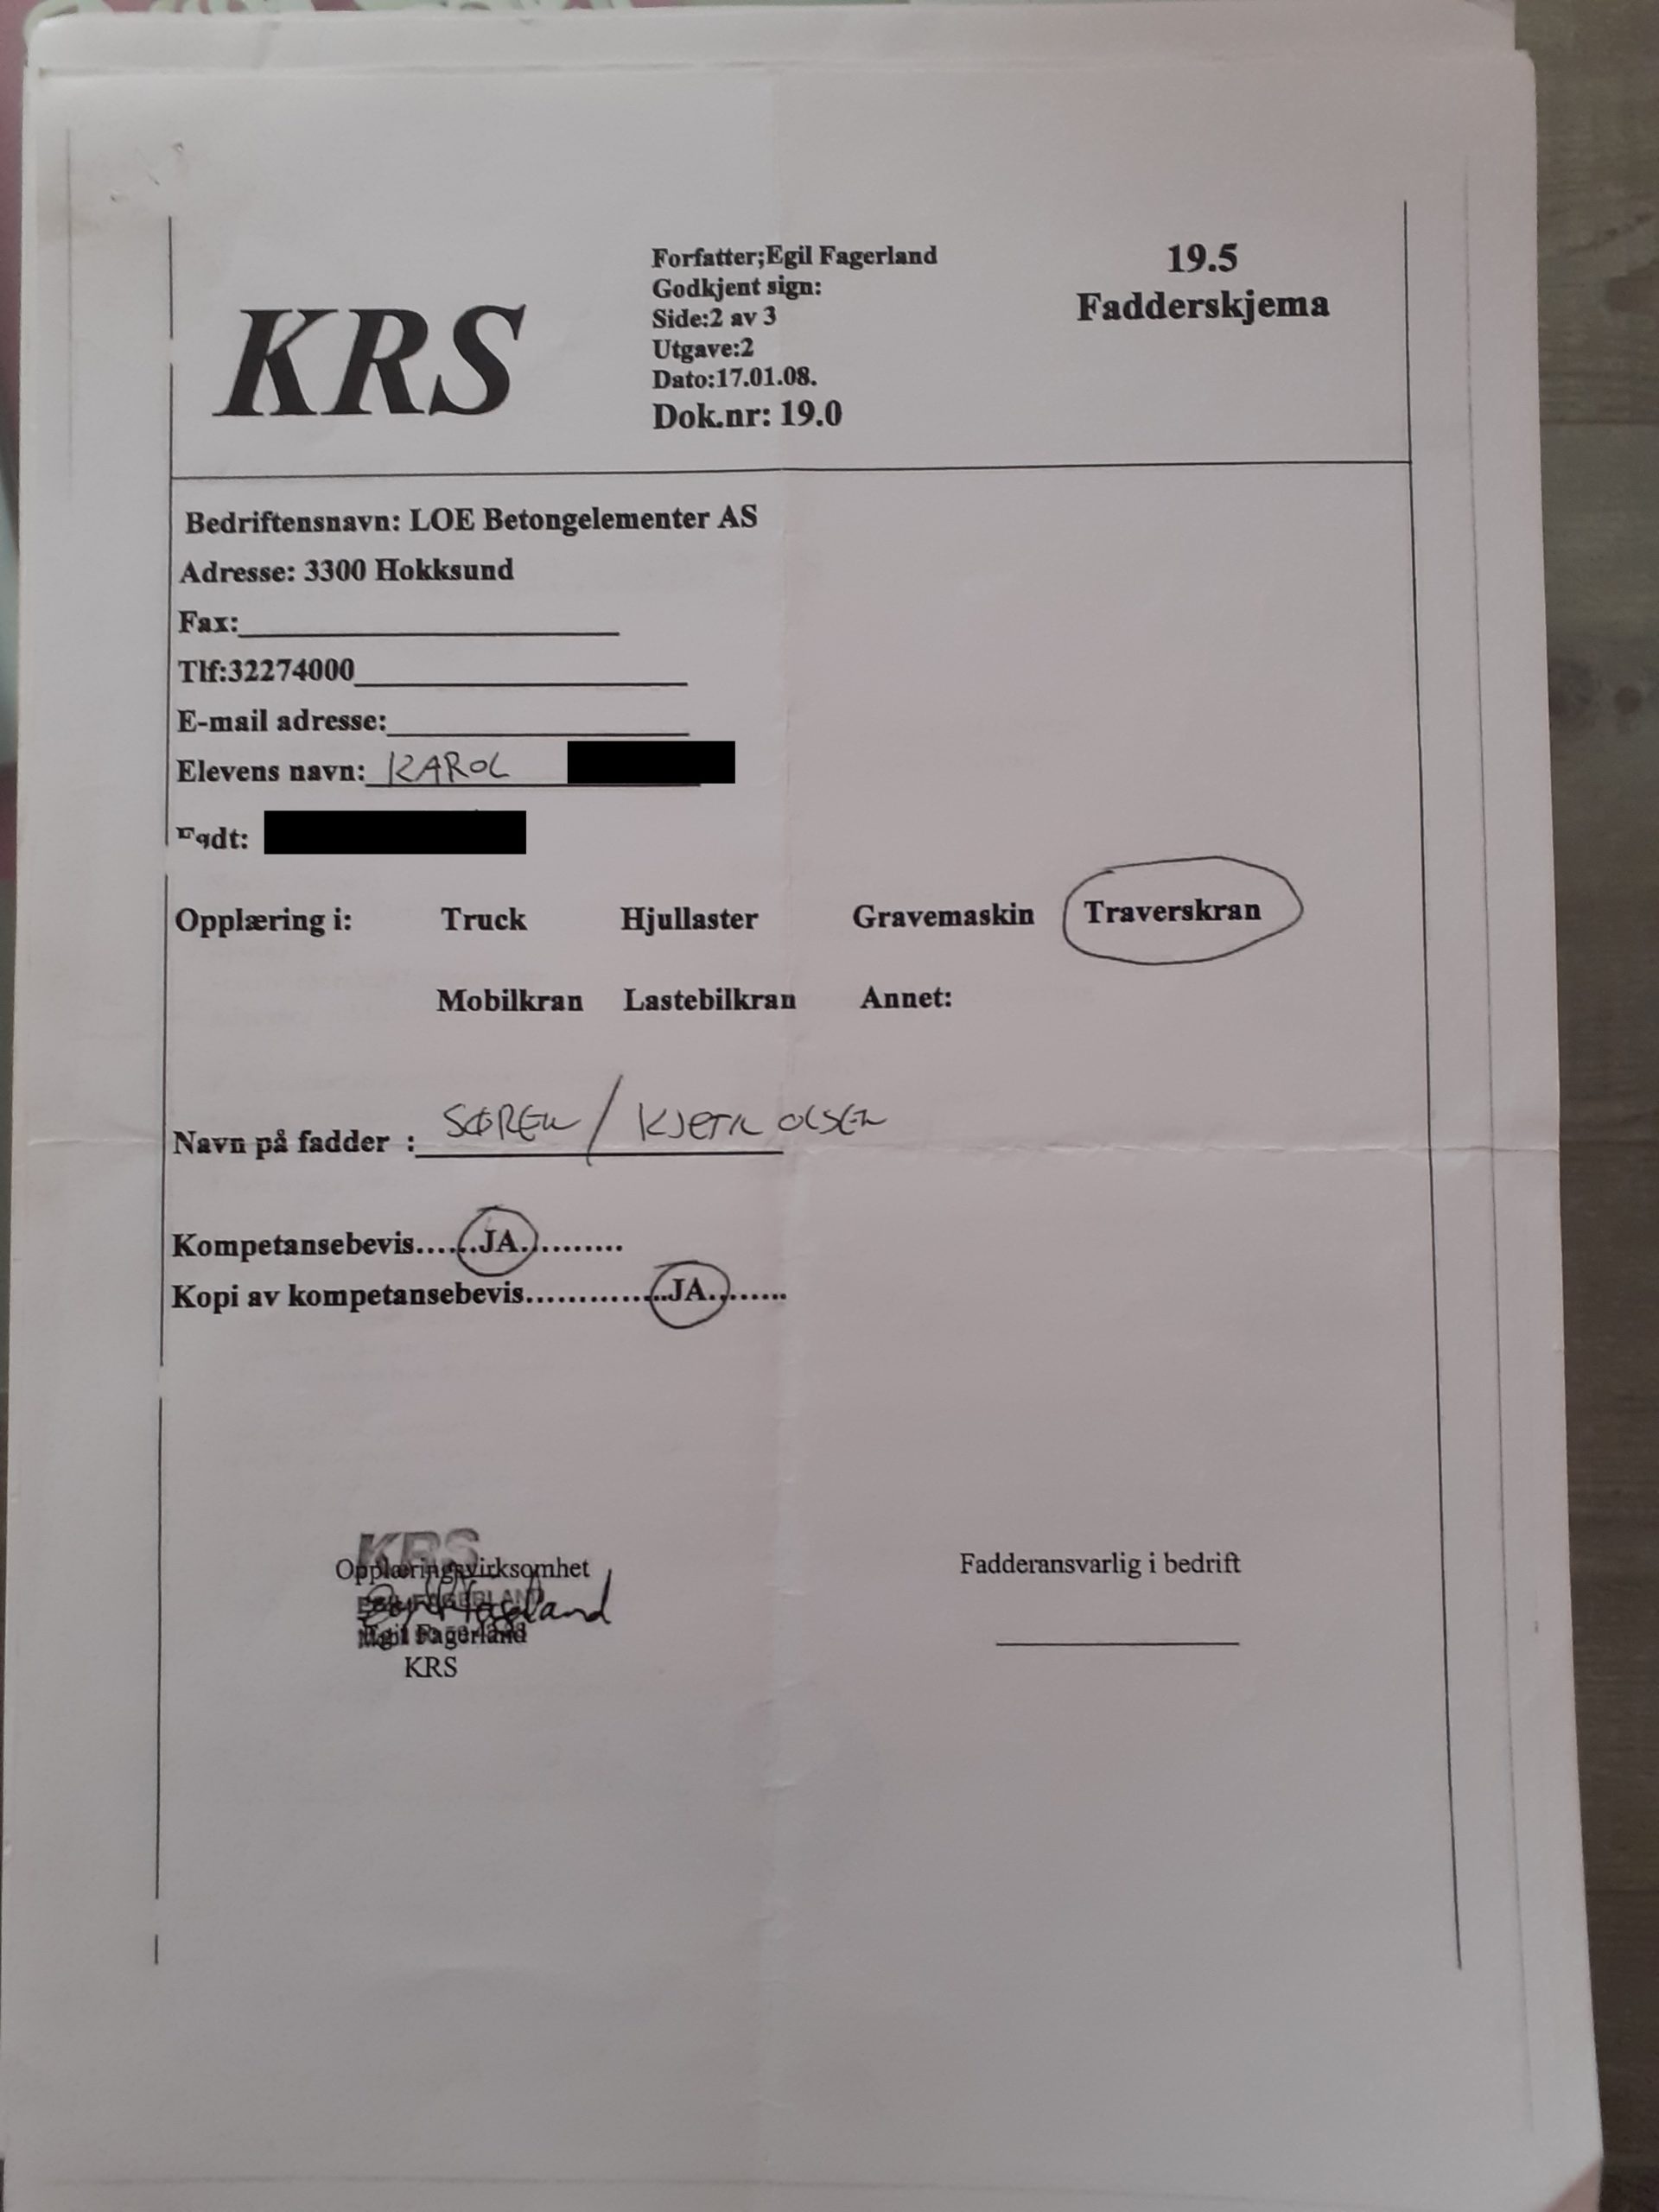 KRS
Forfatter;Egil Fagerland
Godkjent sign:
Side:2 av 3
Utgave:2
Dato:17.01.08.
Dok.nr: 19.0
19.5
Fadderskjema
Bedriftensnavn: LOE Betongelementer AS
Adresse: 3300 Hokksund
Fax:
Tlf:32274000
E-mail adresse:
Elevens navn: KAROL
Født:
Opplæring i: Truck Hjullaster Gravemaskin Traverskran
Mobilkran Lastebilkran Annet:
Navn på fadder : SØREN / KJETIL OLSEN
Kompetansebevis......JA..........
Kopi av kompetansebevis..............JA........
KRS
Opplæringsvirksomhet
Egil Fagerland
KRS
Fadderansvarlig i bedrift